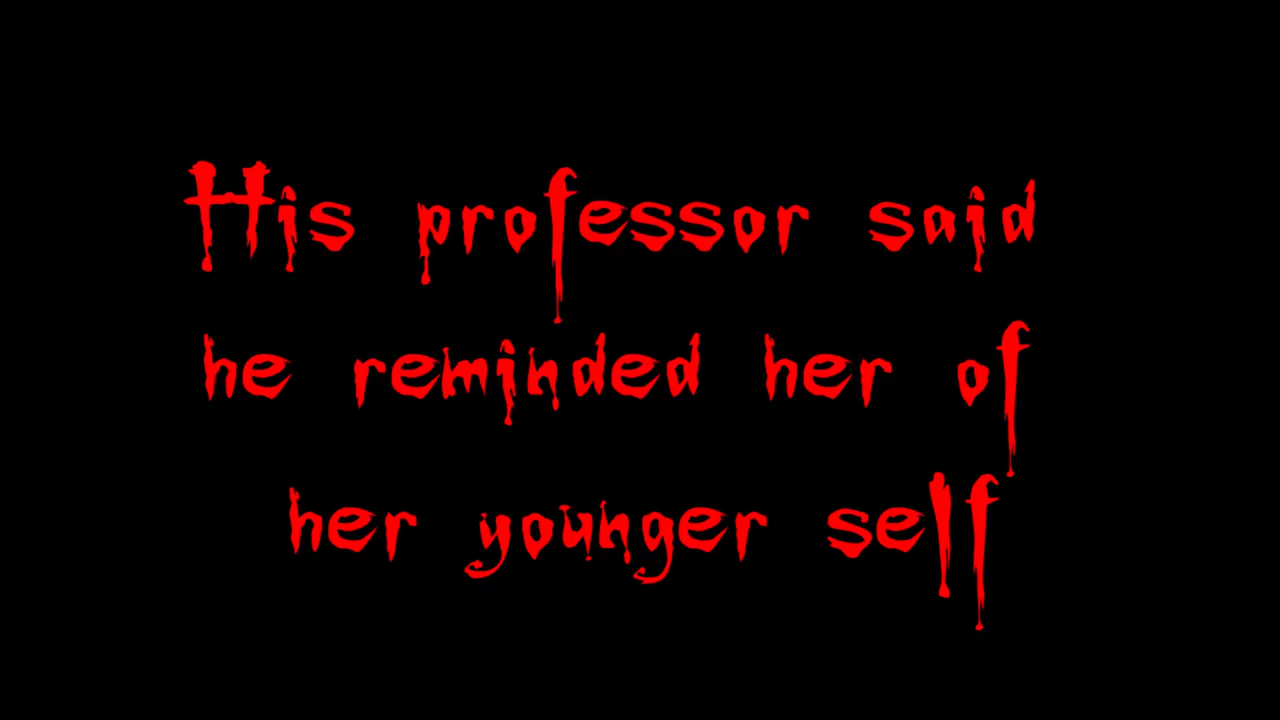 His professor said
he reminded her of
her younger self